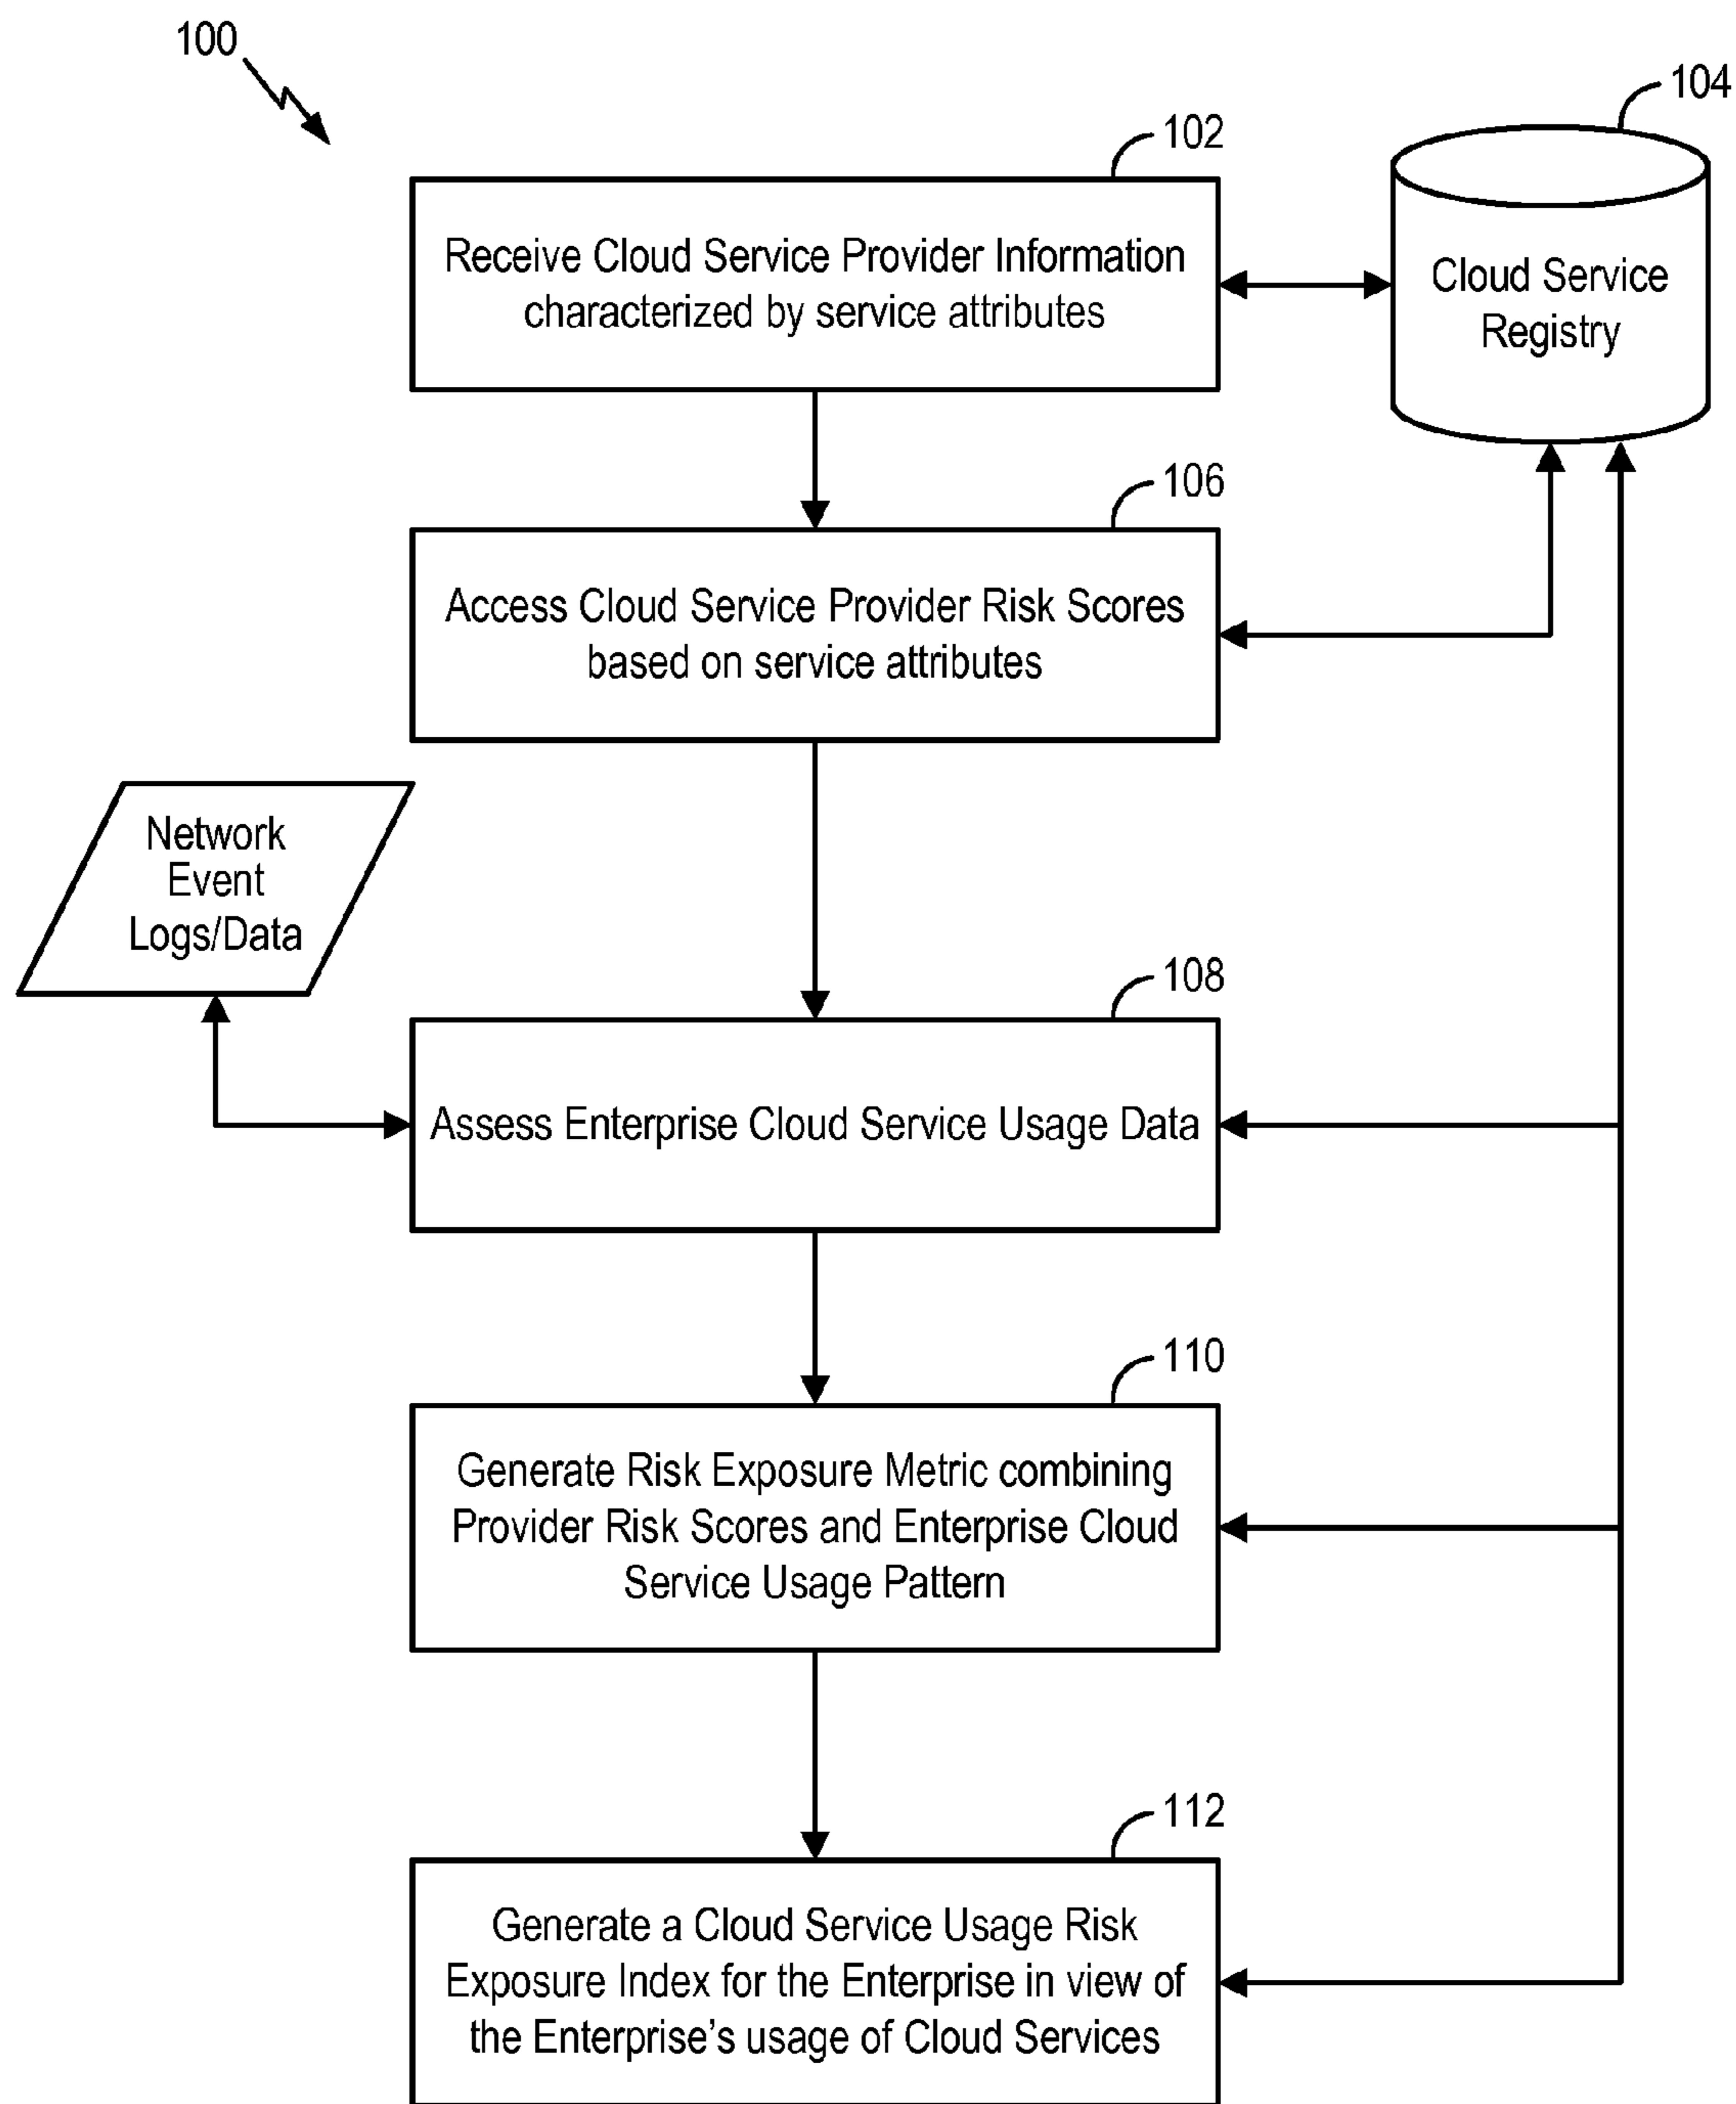 100
104
102
Receive Cloud Service Provider Information
characterized by service attributes
Cloud Service
Registry
106
Access Cloud Service Provider Risk Scores
based on service attributes
Network
Event
Logs/Data
108
Assess Enterprise Cloud Service Usage Data
110
Generate Risk Exposure Metric combining
Provider Risk Scores and Enterprise Cloud
Service Usage Pattern
112
Generate a Cloud Service Usage Risk
Exposure Index for the Enterprise in view of
the Enterprise's usage of Cloud Services